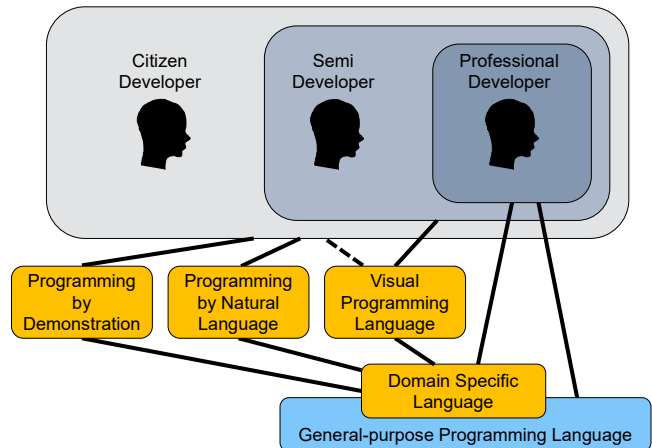 Citizen
Developer
Semi
Developer
Professional
Developer
Programming
by
Demonstration
Programming
by Natural
Language
Visual
Programming
Language
Domain Specific
Language
General-purpose Programming Language